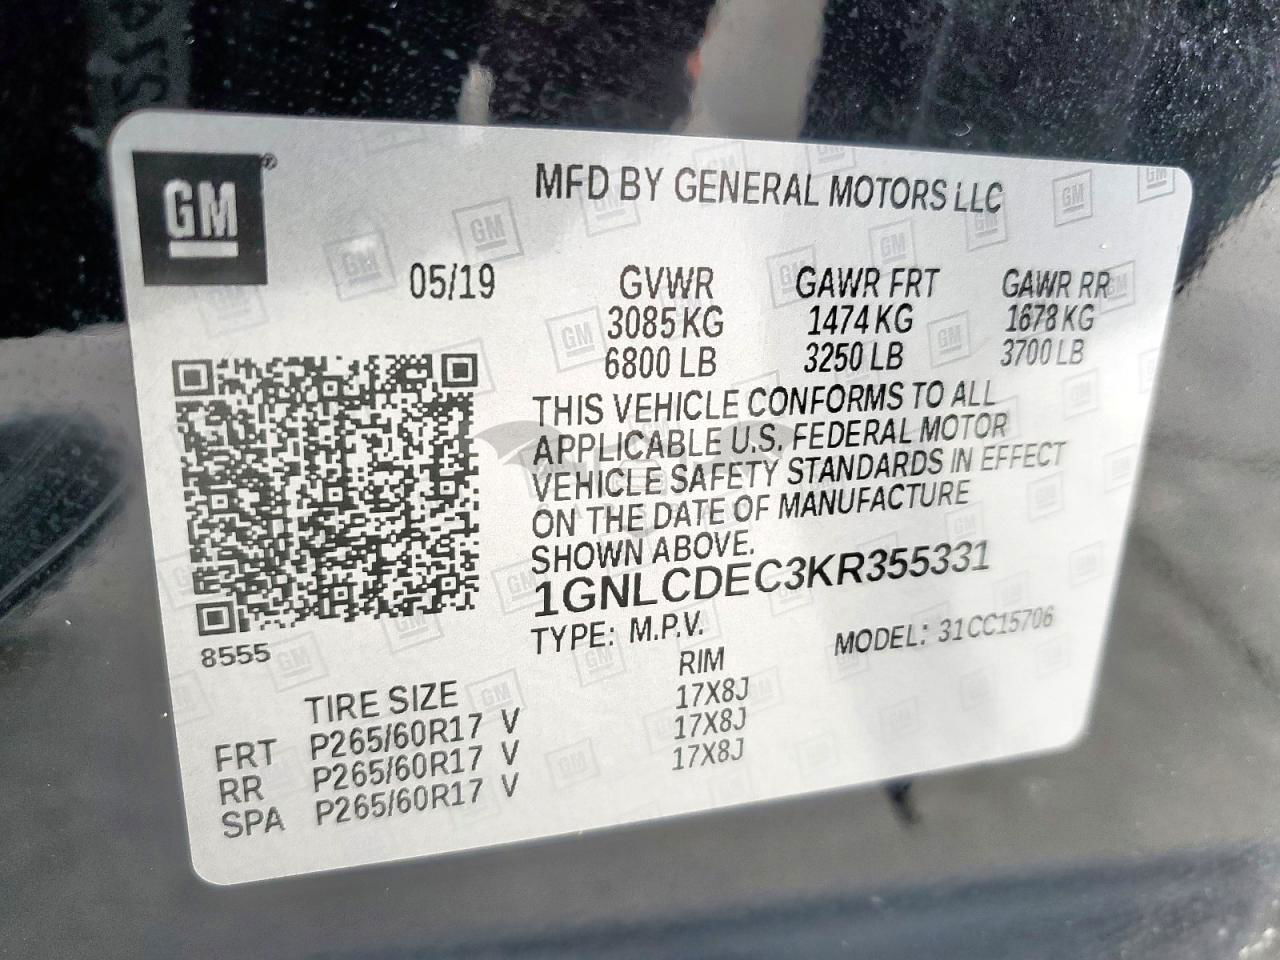 GM®
MFD BY GENERAL MOTORS LLC
05/19 GVWR GAWR FRT GAWR RR
3085 KG 1474 KG 1678 KG
6800 LB 3250 LB 3700 LB
THIS VEHICLE CONFORMS TO ALL
APPLICABLE U.S. FEDERAL MOTOR
VEHICLE SAFETY STANDARDS IN EFFECT
ON THE DATE OF MANUFACTURE
SHOWN ABOVE.
1GNLCDEC3KR355331
TYPE: M.P.V. MODEL: 31CC15706
8555
TIRE SIZE RIM
FRT P265/60R17 V 17X8J
RR P265/60R17 V 17X8J
SPA P265/60R17 V 17X8J